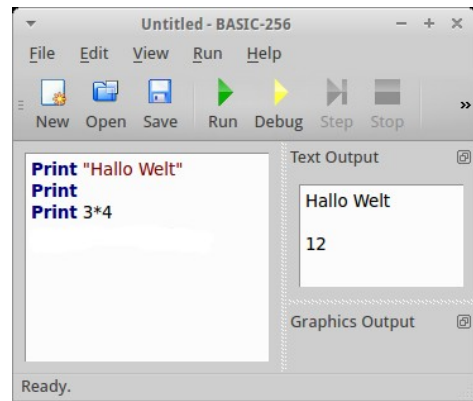 Untitled - BASIC-256
File Edit View Run Help
New Open Save Run Debug Step Stop
Print "Hallo Welt"
Print
Print 3*4
Text Output
Hallo Welt
12
Graphics Output
Ready.